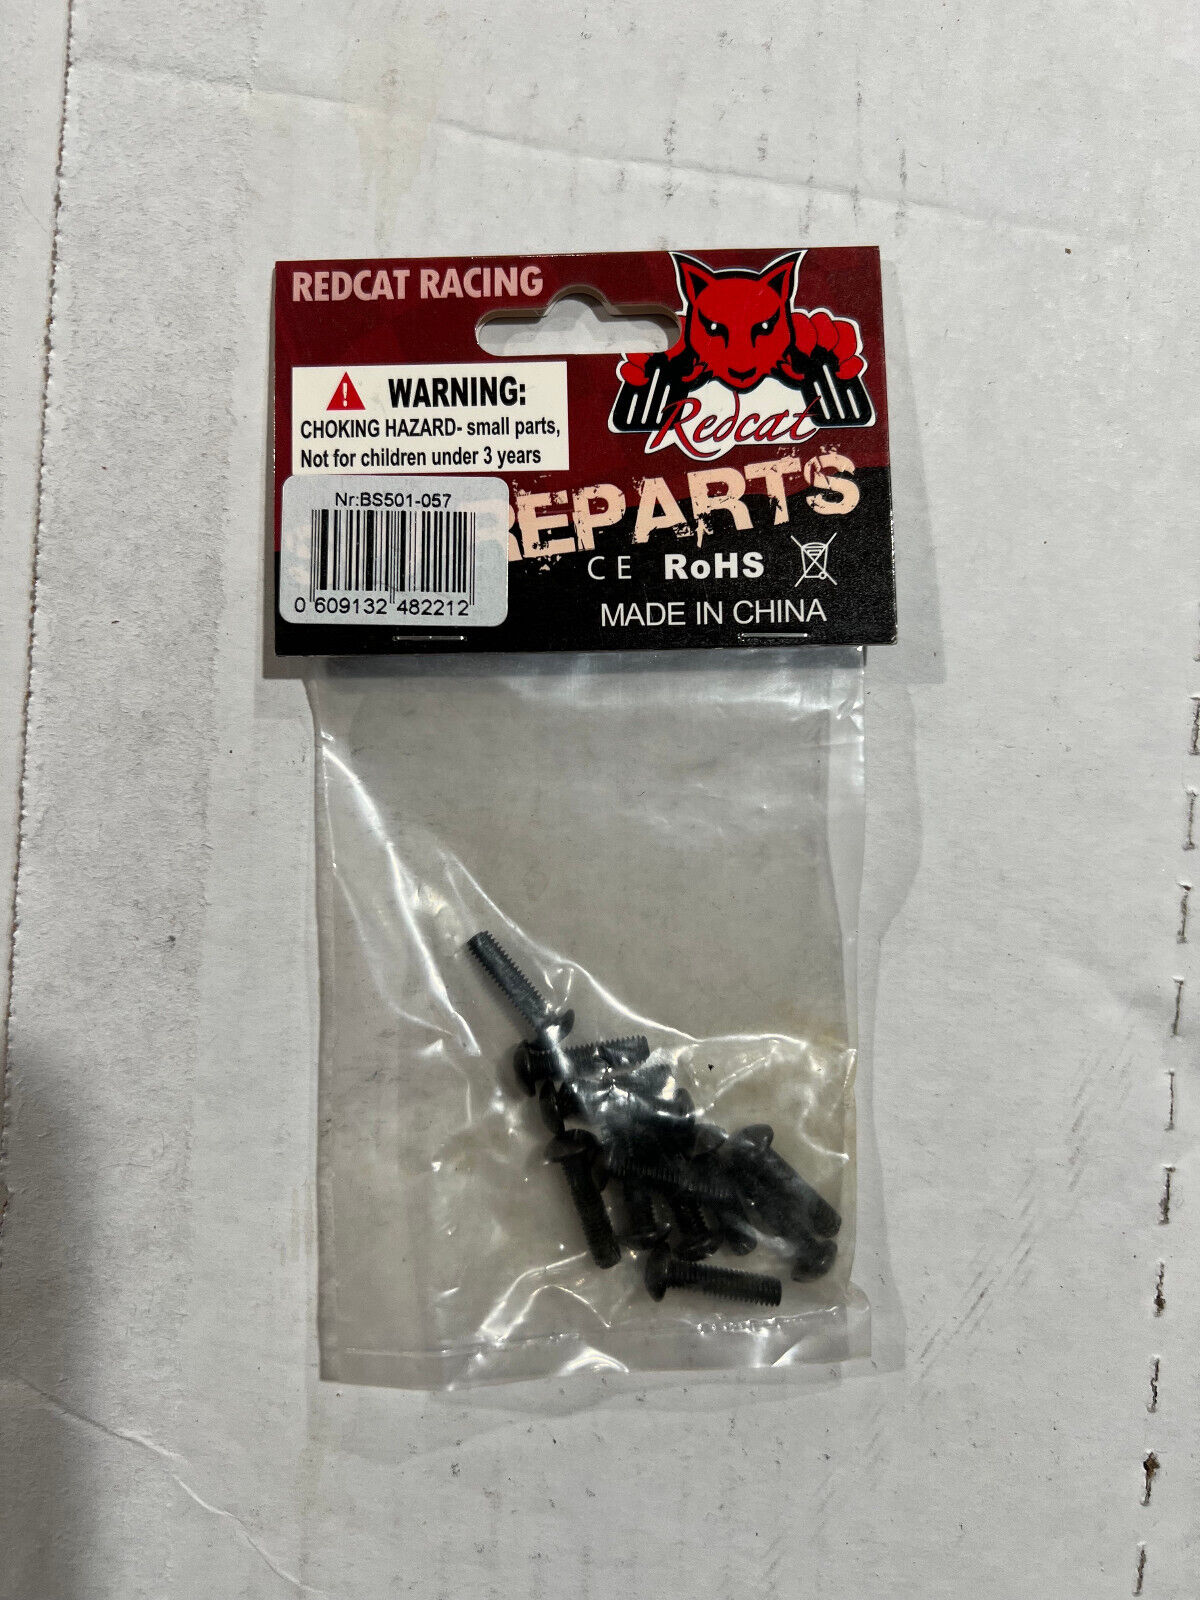 REDCAT RACING
WARNING:
CHOKING HAZARD- small parts,
Not for children under 3 years
Redcat
REPARTS
Nr:BS501-057
0 609132 482212
CE RoHS
MADE IN CHINA